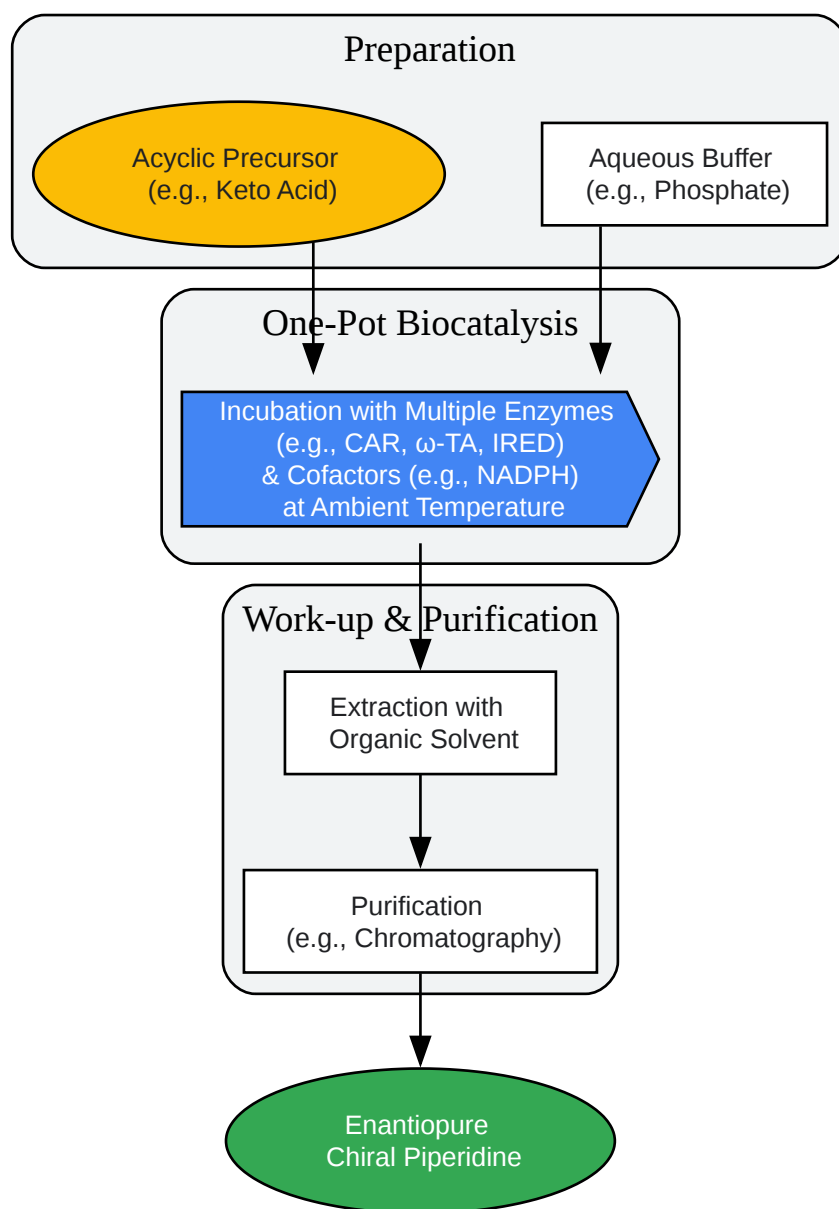 Preparation
Acyclic Precursor
(e.g., Keto Acid)
Aqueous Buffer
(e.g., Phosphate)
One-Pot Biocatalysis
Incubation with Multiple Enzymes
(e.g., CAR, ω-TA, IRED)
& Cofactors (e.g., NADPH)
at Ambient Temperature
Work-up & Purification
Extraction with
Organic Solvent
Purification
(e.g., Chromatography)
Enantiopure
Chiral Piperidine